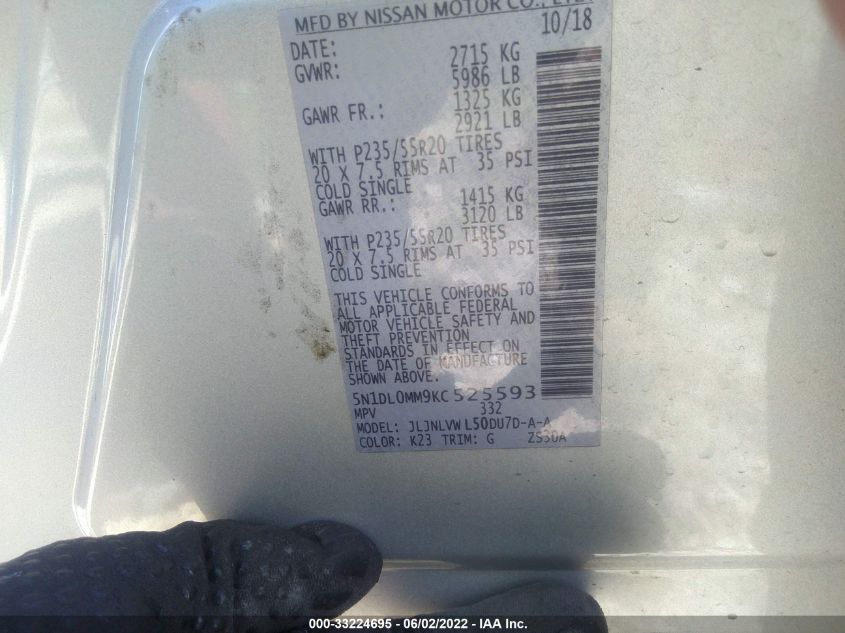 MFD BY NISSAN MOTOR CO., LTD.
DATE: 10/18
GVWR: 2715 KG
5986 LB
GAWR FR.: 1325 KG
2921 LB
WITH P235/55R20 TIRES
20 X 7.5 RIMS AT 35 PSI
COLD SINGLE
GAWR RR.: 1415 KG
3120 LB
WITH P235/55R20 TIRES
20 X 7.5 RIMS AT 35 PSI
COLD SINGLE
THIS VEHICLE CONFORMS TO
ALL APPLICABLE FEDERAL
MOTOR VEHICLE SAFETY AND
THEFT PREVENTION
STANDARDS IN EFFECT ON
THE DATE OF MANUFACTURE
SHOWN ABOVE.
5N1DL0MM9KC525593
MPV 332
MODEL: JLJNLVWL50DU7D-A-A
COLOR: K23 TRIM: G ZS30A
000-33224695 - 06/02/2022 - IAA Inc.